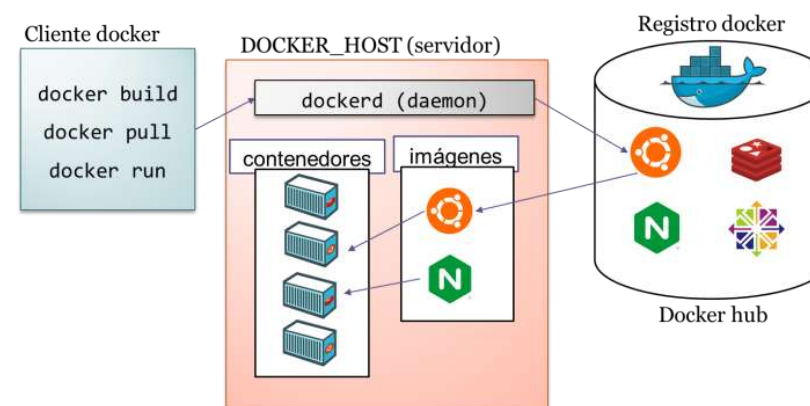 Cliente docker
docker build
docker pull
docker run
DOCKER_HOST (servidor)
dockerd (daemon)
contenedores
imágenes
N
Registro docker
N
Docker hub